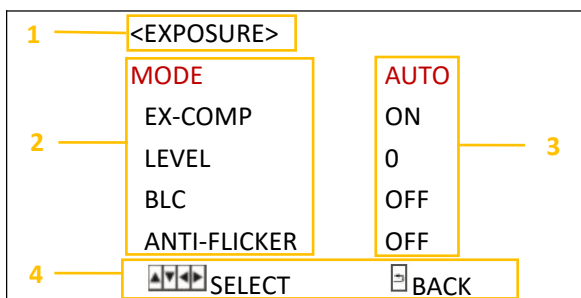 1 <EXPOSURE>
MODE AUTO
EX-COMP ON
2 LEVEL 0 3
BLC OFF
ANTI-FLICKER OFF
4 SELECT BACK